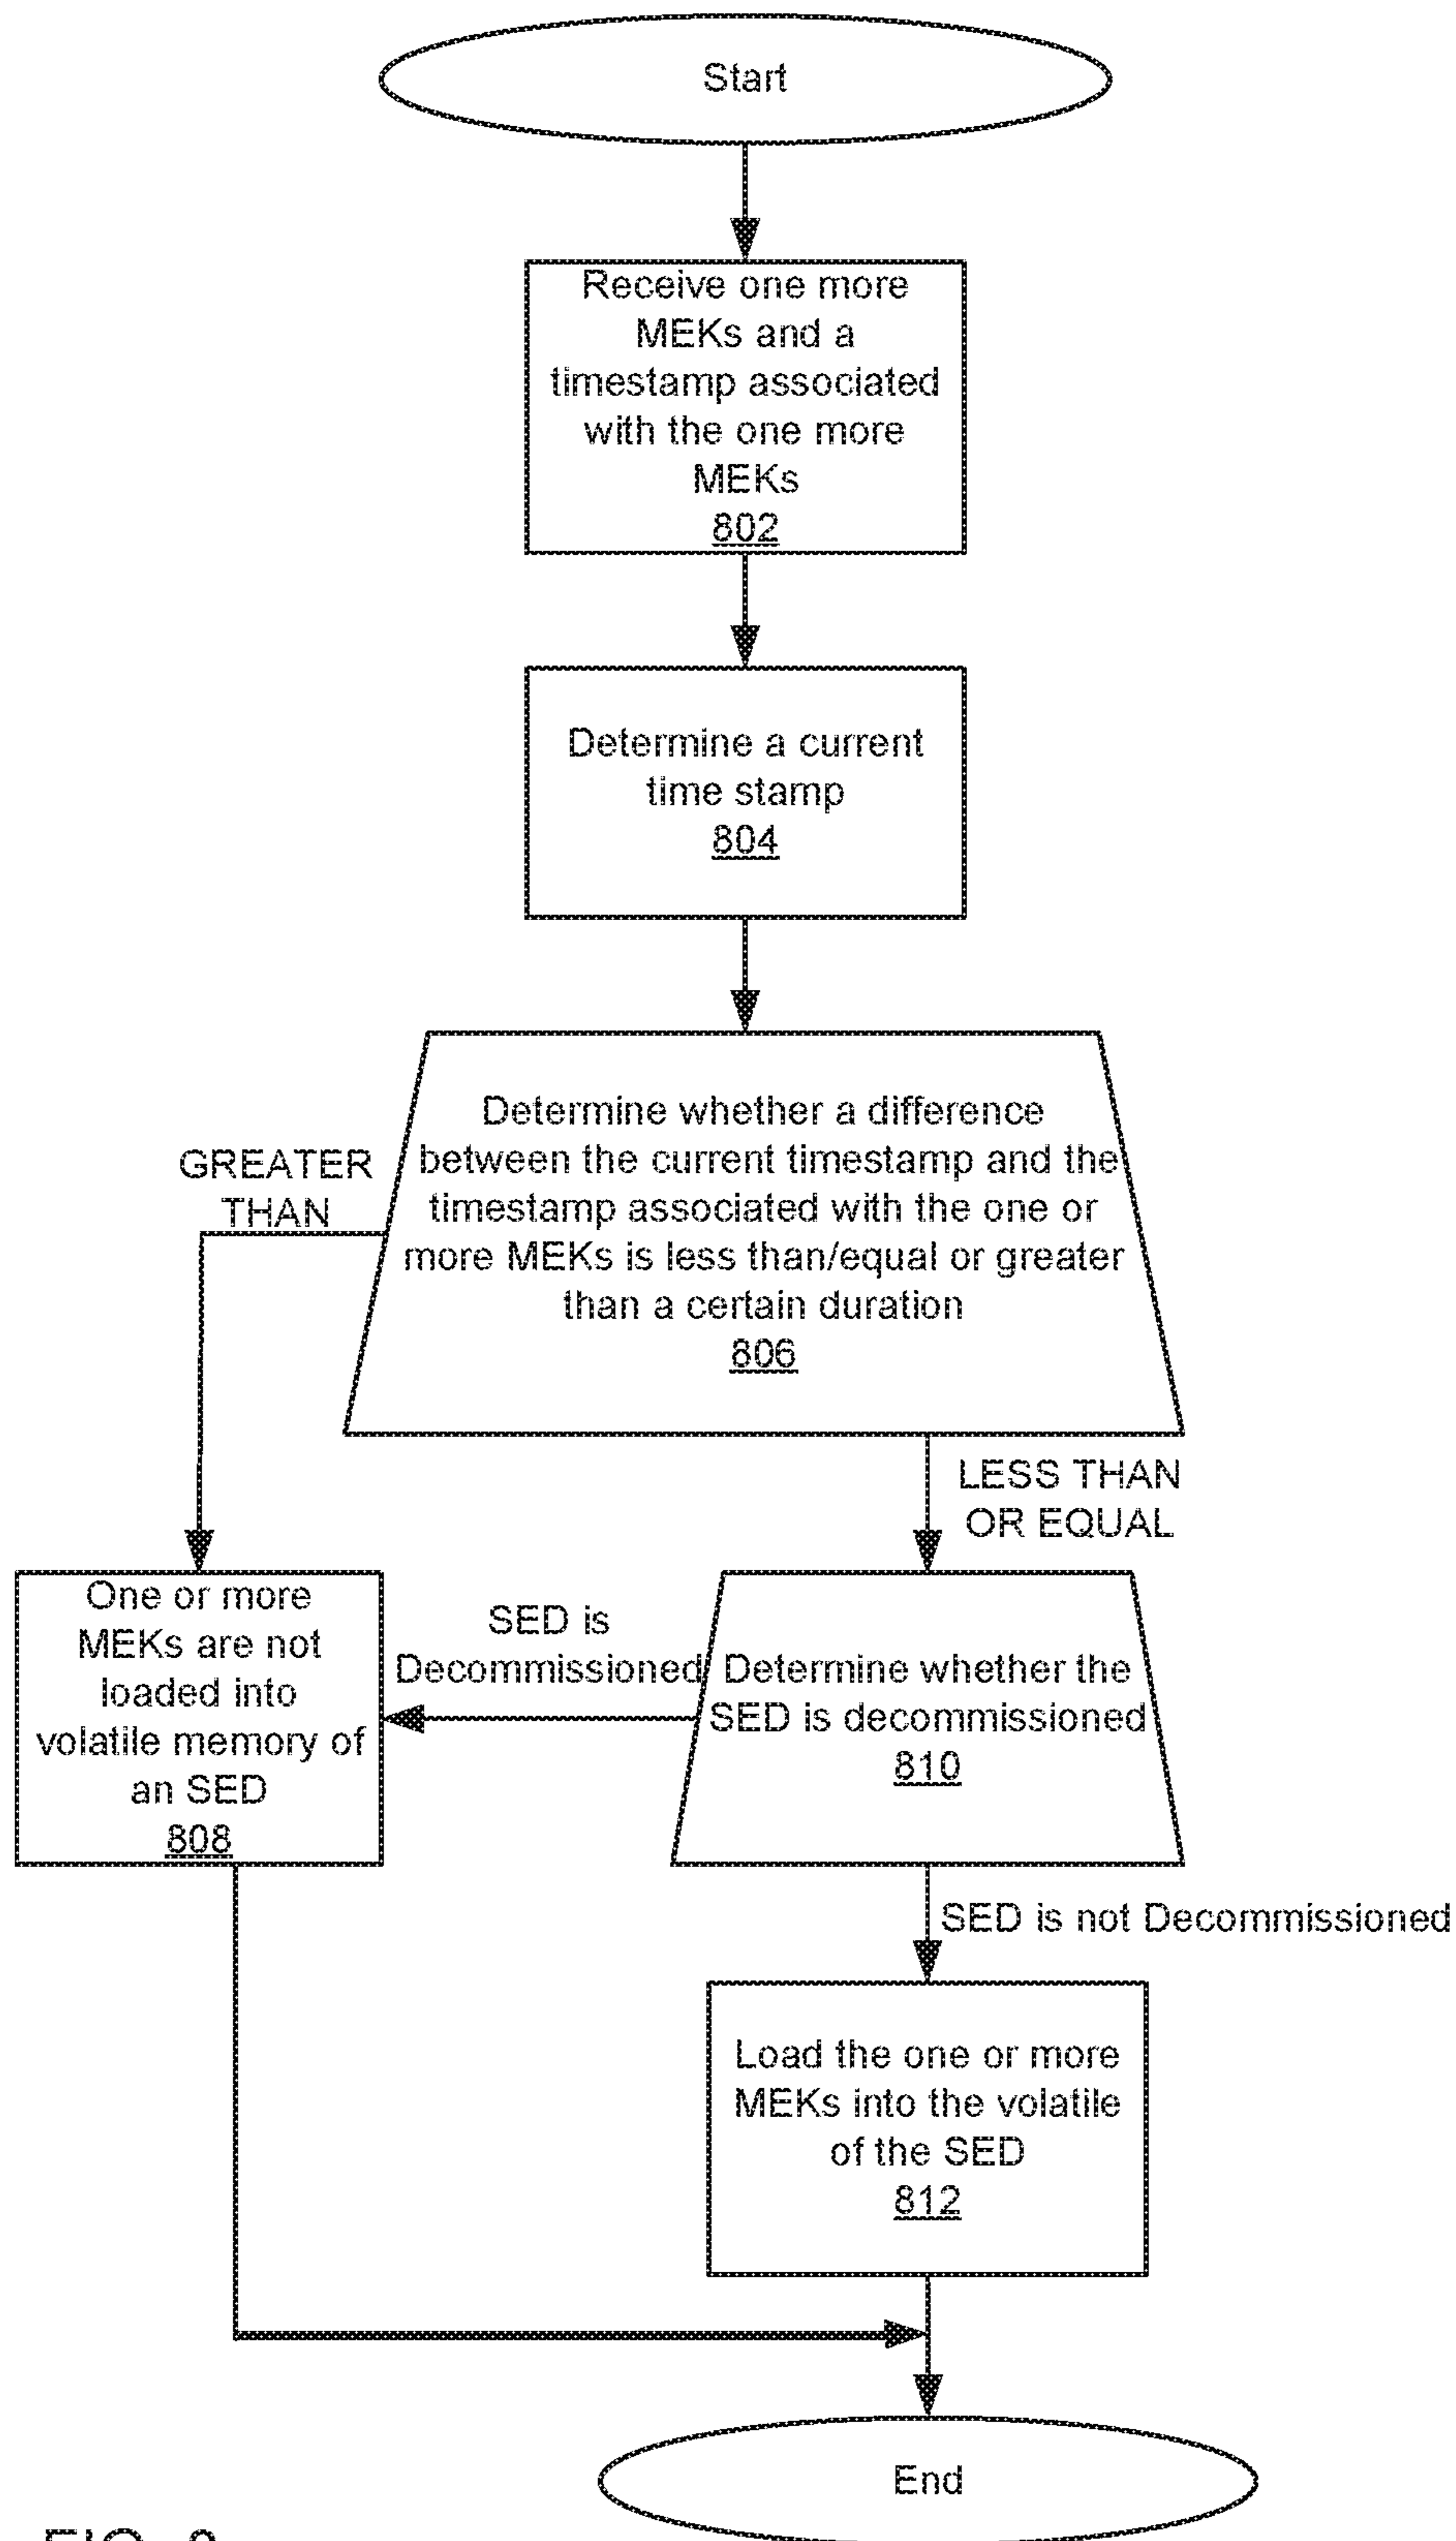 Start
Receive one more
MEKs and a
timestamp associated
with the one more
MEKs
802
Determine a current
time stamp
804
Determine whether a difference
between the current timestamp and the
timestamp associated with the one or
more MEKs is less than/equal or greater
than a certain duration
806
GREATER
THAN
LESS THAN
OR EQUAL
One or more
MEKs are not
loaded into
volatile memory of
an SED
808
SED is
Decommissioned
Determine whether the
SED is decommissioned
810
SED is not Decommissioned
Load the one or more
MEKs into the volatile
of the SED
812
End